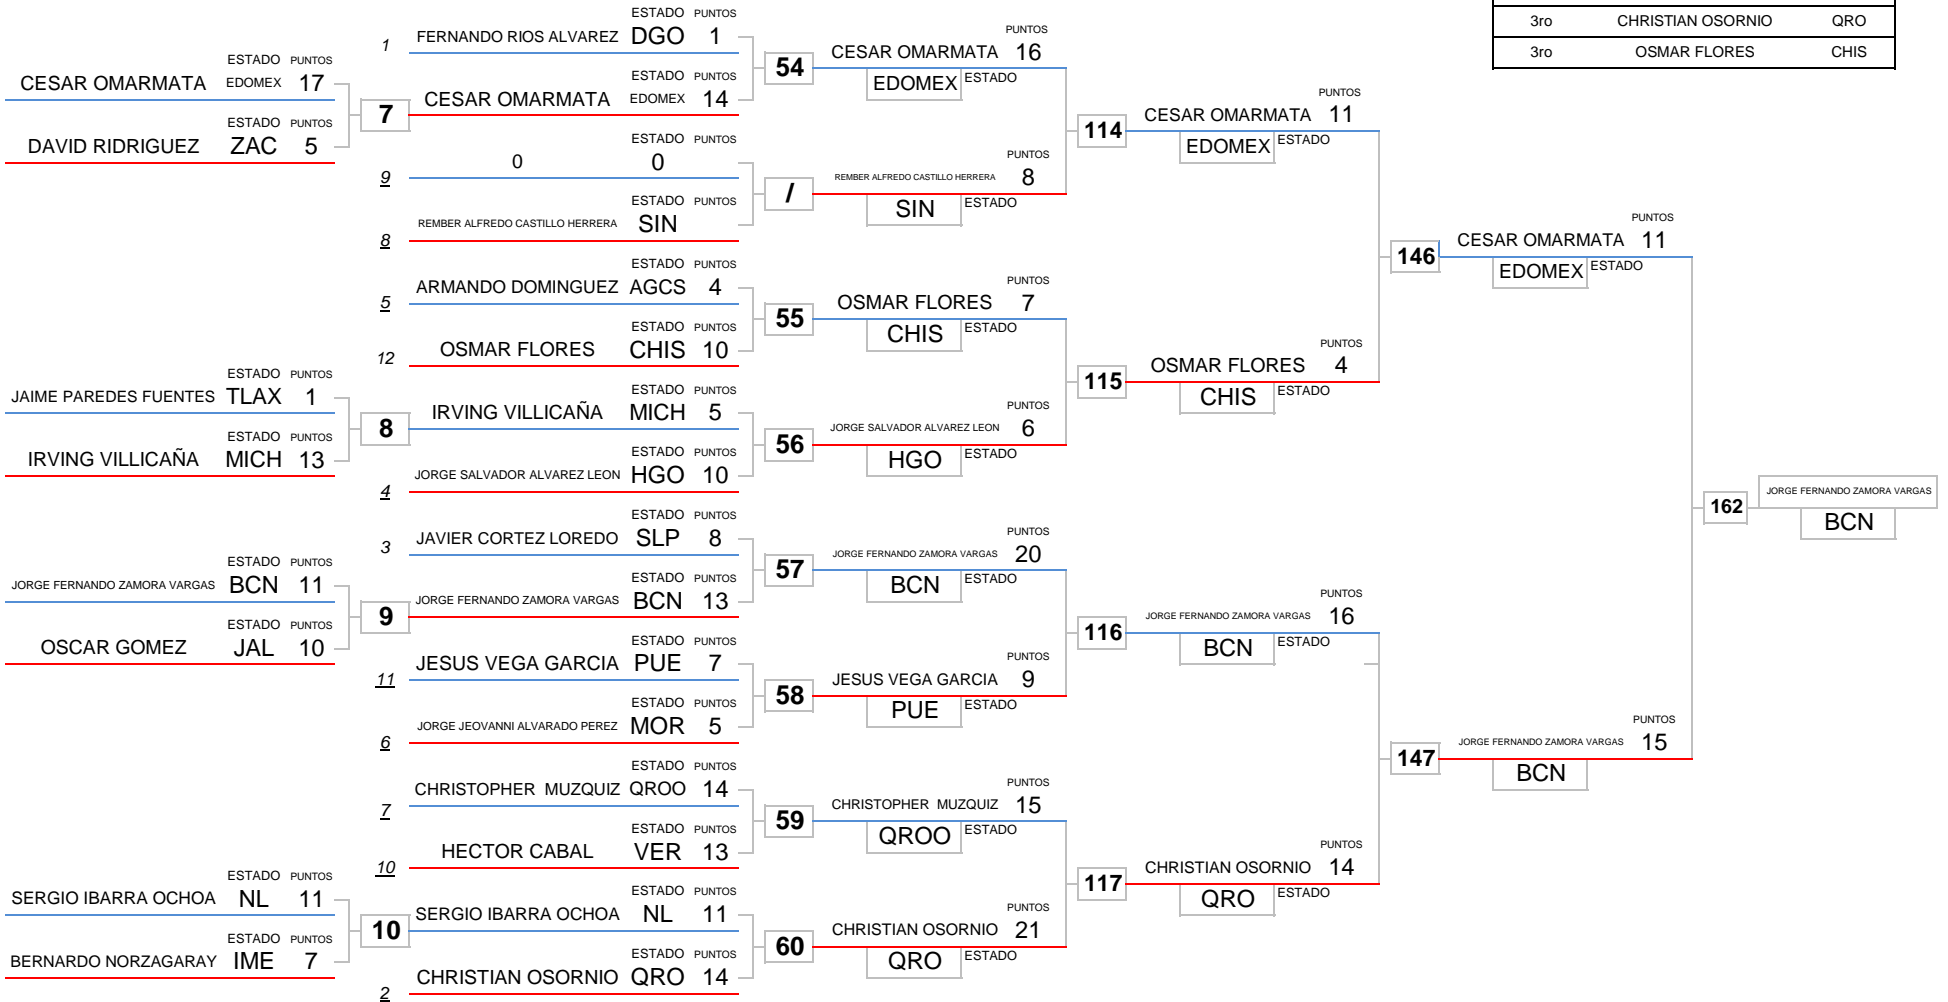 3ro CHRISTIAN OSORNIO QRO
3ro OSMAR FLORES CHIS
ESTADO PUNTOS
CESAR OMARMATA EDOMEX 17
ESTADO PUNTOS
DAVID RIDRIGUEZ ZAC 5
7
ESTADO PUNTOS
JAIME PAREDES FUENTES TLAX 1
ESTADO PUNTOS
IRVING VILLICAÑA MICH 13
8
ESTADO PUNTOS
JORGE FERNANDO ZAMORA VARGAS BCN 11
ESTADO PUNTOS
OSCAR GOMEZ JAL 10
9
ESTADO PUNTOS
SERGIO IBARRA OCHOA NL 11
ESTADO PUNTOS
BERNARDO NORZAGARAY IME 7
10
ESTADO PUNTOS
1 FERNANDO RIOS ALVAREZ DGO 1
ESTADO PUNTOS
CESAR OMARMATA EDOMEX 14
54
ESTADO PUNTOS
9 0 0
ESTADO PUNTOS
8 REMBER ALFREDO CASTILLO HERRERA SIN
/
ESTADO PUNTOS
5 ARMANDO DOMINGUEZ AGCS 4
ESTADO PUNTOS
12 OSMAR FLORES CHIS 10
55
ESTADO PUNTOS
IRVING VILLICAÑA MICH 5
ESTADO PUNTOS
4 JORGE SALVADOR ALVAREZ LEON HGO 10
56
ESTADO PUNTOS
3 JAVIER CORTEZ LOREDO SLP 8
ESTADO PUNTOS
JORGE FERNANDO ZAMORA VARGAS BCN 13
57
ESTADO PUNTOS
11 JESUS VEGA GARCIA PUE 7
ESTADO PUNTOS
6 JORGE JEOVANNI ALVARADO PEREZ MOR 5
58
ESTADO PUNTOS
7 CHRISTOPHER MUZQUIZ QROO 14
ESTADO PUNTOS
10 HECTOR CABAL VER 13
59
ESTADO PUNTOS
SERGIO IBARRA OCHOA NL 11
ESTADO PUNTOS
2 CHRISTIAN OSORNIO QRO 14
60
PUNTOS
CESAR OMARMATA 16
EDOMEX ESTADO
PUNTOS
REMBER ALFREDO CASTILLO HERRERA 8
SIN ESTADO
114
PUNTOS
OSMAR FLORES 7
CHIS ESTADO
PUNTOS
JORGE SALVADOR ALVAREZ LEON 6
HGO ESTADO
115
PUNTOS
JORGE FERNANDO ZAMORA VARGAS 20
BCN ESTADO
PUNTOS
JESUS VEGA GARCIA 9
PUE ESTADO
116
PUNTOS
CHRISTOPHER MUZQUIZ 15
QROO ESTADO
PUNTOS
CHRISTIAN OSORNIO 21
QRO ESTADO
117
PUNTOS
CESAR OMARMATA 11
EDOMEX ESTADO
PUNTOS
OSMAR FLORES 4
CHIS ESTADO
146
PUNTOS
JORGE FERNANDO ZAMORA VARGAS 16
BCN ESTADO
PUNTOS
CHRISTIAN OSORNIO 14
QRO ESTADO
147
PUNTOS
CESAR OMARMATA 11
EDOMEX ESTADO
PUNTOS
JORGE FERNANDO ZAMORA VARGAS 15
BCN
162
JORGE FERNANDO ZAMORA VARGAS
BCN